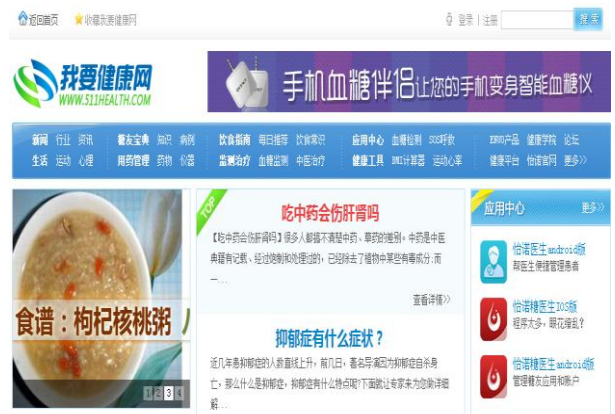 返回首页 收藏我要健康网 登录 | 注册 搜 索
我要健康网
WWW.511HEALTH.COM
手机血糖伴侣让您的手机变身智能血糖仪
新闻 行业 资讯 糖友宝典 知识 病例 饮食指南 每日推荐 饮食常识 应用中心 血糖检测 SOS呼救 产品 健康学院 论坛
生活 运动 心理 用药管理 药物 仪器 监测治疗 血糖监测 中医治疗 健康工具 BMI计算器 运动心率 健康平台 怡诺官网 更多>>
TOP
吃中药会伤肝肾吗
【吃中药会伤肝肾吗】很多人都搞不清楚中药、草药的差别。中药是中医
典籍有记载、经过炮制和处理过的，已经除去了植物中某些有毒成分;而
一...
查看详情>>
抑郁症有什么症状？
近几年患抑郁症的人数直线上升，前几日，著名导演因为抑郁症自杀身
亡，那么什么是抑郁症，抑郁症有什么特点呢?下面就让专家来为您做详细
解...
食谱：枸杞核桃粥
1 2 3 4
应用中心 更多>>
怡诺医生android版
帮医生便捷管理患者
怡诺糖医生IOS版
程序太多，眼花缭乱？
怡诺糖医生android版
管理糖友应用和账户